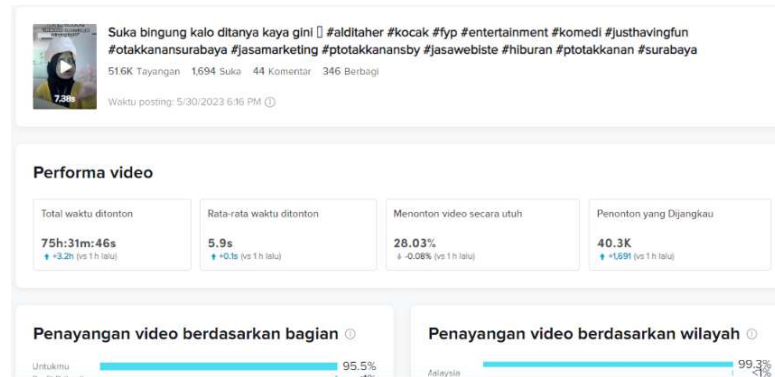 Suka bingung kalo ditanya kaya gini #alditaher #kocak #fyp #entertainment #komedi #justhavingfun
#otakkanansurabaya #jasamarketing #ptotakkanansby #jasawebiste #hiburan #ptotakkanan #surabaya
51.6K Tayangan 1,694 Suka 44 Komentar 346 Berbagi
7.38s
Waktu posting: 5/30/2023 6:16 PM
Performa video
Total waktu ditonton
75h:31m:46s
+3.2h (vs 1 h lalu)
Rata-rata waktu ditonton
5.9s
+0.1s (vs 1 h lalu)
Menonton video secara utuh
28.03%
-0.08% (vs 1 h lalu)
Penonton yang Dijangkau
40.3K
+1,691 (vs 1 h lalu)
Penayangan video berdasarkan bagian
Untukmu 95.5%
Penayangan video berdasarkan wilayah
99.3%